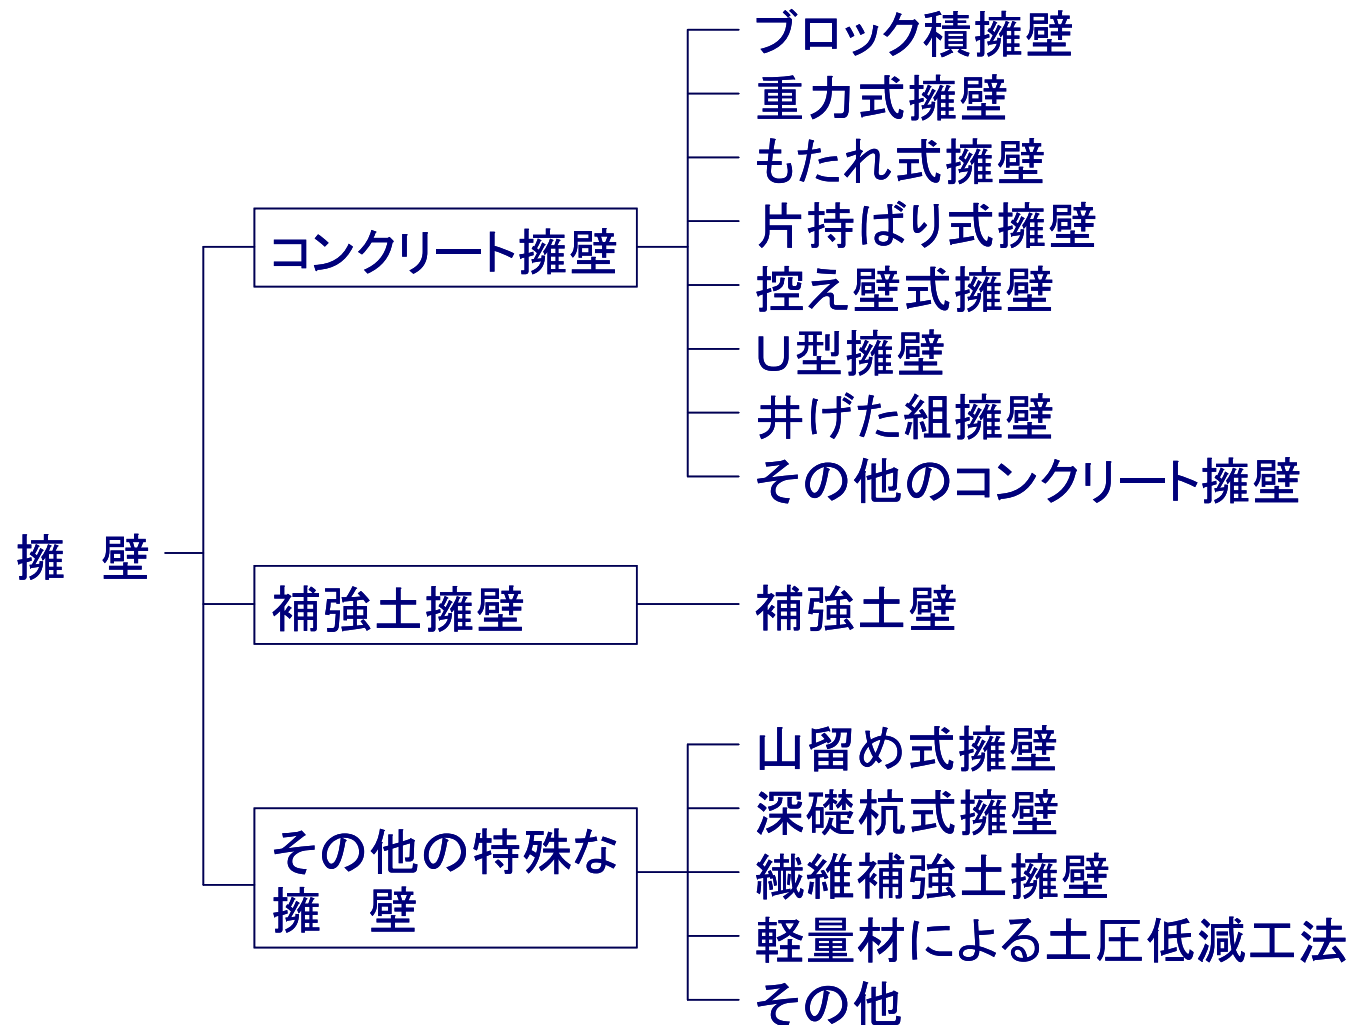 擁　壁
コンクリート擁壁
ブロック積擁壁
重力式擁壁
もたれ式擁壁
片持ばり式擁壁
控え壁式擁壁
U型擁壁
井げた組擁壁
その他のコンクリート擁壁
補強土擁壁
補強土壁
その他の特殊な
擁　壁
山留め式擁壁
深礎杭式擁壁
繊維補強土擁壁
軽量材による土圧低減工法
その他